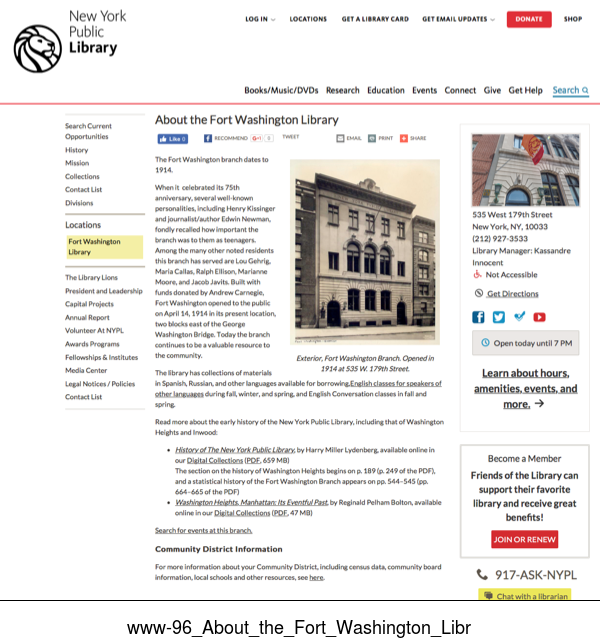 New York
Public
Library
LOG IN
LOCATIONS
GET A LIBRARY CARD
GET EMAIL UPDATES
DONATE
SHOP
Books/Music/DVDs Research Education Events Connect Give Get Help Search
Search Current
Opportunities
History
Mission
Collections
Contact List
Divisions
Locations
Fort Washington
Library
The Library Lions
President and Leadership
Capital Projects
Annual Report
Volunteer At NYPL
Awards Programs
Fellowships & Institutes
Media Center
Legal Notices / Policies
Contact List
About the Fort Washington Library
Like 0
RECOMMEND
TWEET
EMAIL
PRINT
SHARE
The Fort Washington branch dates to
1914.
When it celebrated its 75th
anniversary, several well-known
personalities, including Henry Kissinger
and journalist/author Edwin Newman,
fondly recalled how important the
branch was to them as teenagers.
Among the many other noted residents
this branch has served are Lou Gehrig,
Maria Callas, Ralph Ellison, Marianne
Moore, and Jacob Javits. Built with
funds donated by Andrew Carnegie,
Fort Washington opened to the public
on April 14, 1914 in its present location,
two blocks east of the George
Washington Bridge. Today the branch
continues to be a valuable resource to
the community.
Exterior, Fort Washington Branch. Opened in
1914 at 535 W. 179th Street.
The library has collections of materials
in Spanish, Russian, and other languages available for borrowing,English classes for speakers of
other languages during fall, winter, and spring, and English Conversation classes in fall and
spring.
Read more about the early history of the New York Public Library, including that of Washington
Heights and Inwood:
• History of The New York Public Library, by Harry Miller Lydenberg, available online in
our Digital Collections (PDF, 659 MB)
The section on the history of Washington Heights begins on p. 189 (p. 249 of the PDF),
and a statistical history of the Fort Washington Branch appears on pp. 544–545 (pp.
664–665 of the PDF)
• Washington Heights, Manhattan: Its Eventful Past, by Reginald Pelham Bolton, available
online in our Digital Collections (PDF, 47 MB)
Search for events at this branch.
Community District Information
For more information about your Community District, including census data, community board
information, local schools and other resources, see here.
535 West 179th Street
New York, NY, 10033
(212) 927-3533
Library Manager: Kassandre
Innocent
Not Accessible
Get Directions
Open today until 7 PM
Learn about hours,
amenities, events, and
more. →
Become a Member
Friends of the Library can
support their favorite
library and receive great
benefits!
JOIN OR RENEW
917-ASK-NYPL
Chat with a librarian
www-96_About_the_Fort_Washington_Libr